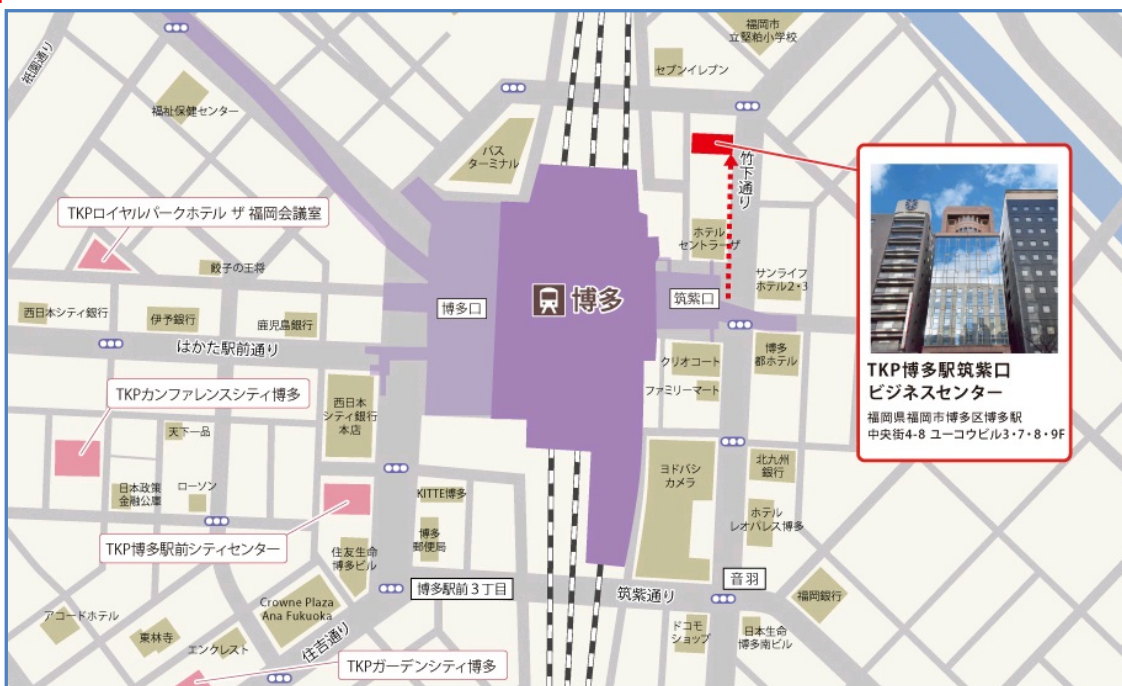 福岡市
立堅粕小学校
祇園通り
セブンイレブン
福祉保健センター
バス
ターミナル
竹下通り
TKPロイヤルパークホテル ザ 福岡会議室
ホテル
セントラーザ
餃子の王将
サンライフ
ホテル2・3
博多口
博多
筑紫口
西日本シティ銀行
伊予銀行
鹿児島銀行
はかた駅前通り
クリオコート
博多
都ホテル
TKP博多駅筑紫口
ビジネスセンター
福岡県福岡市博多区博多駅
中央街4-8 ユーコウビル3・7・8・9F
TKPカンファレンスシティ博多
ファミリーマート
西日本
シティ銀行
本店
天下一品
ヨドバシ
カメラ
北九州
銀行
日本政策
金融公庫
ローソン
KITTE博多
ホテル
レオパレス博多
TKP博多駅前シティセンター
博多
郵便局
住友生命
博多ビル
音羽
博多駅前3丁目
筑紫通り
福岡銀行
Crowne Plaza
Ana Fukuoka
アコードホテル
東林寺
エンクレスト
住吉通り
ドコモ
ショップ
日本生命
博多南ビル
TKPガーデンシティ博多